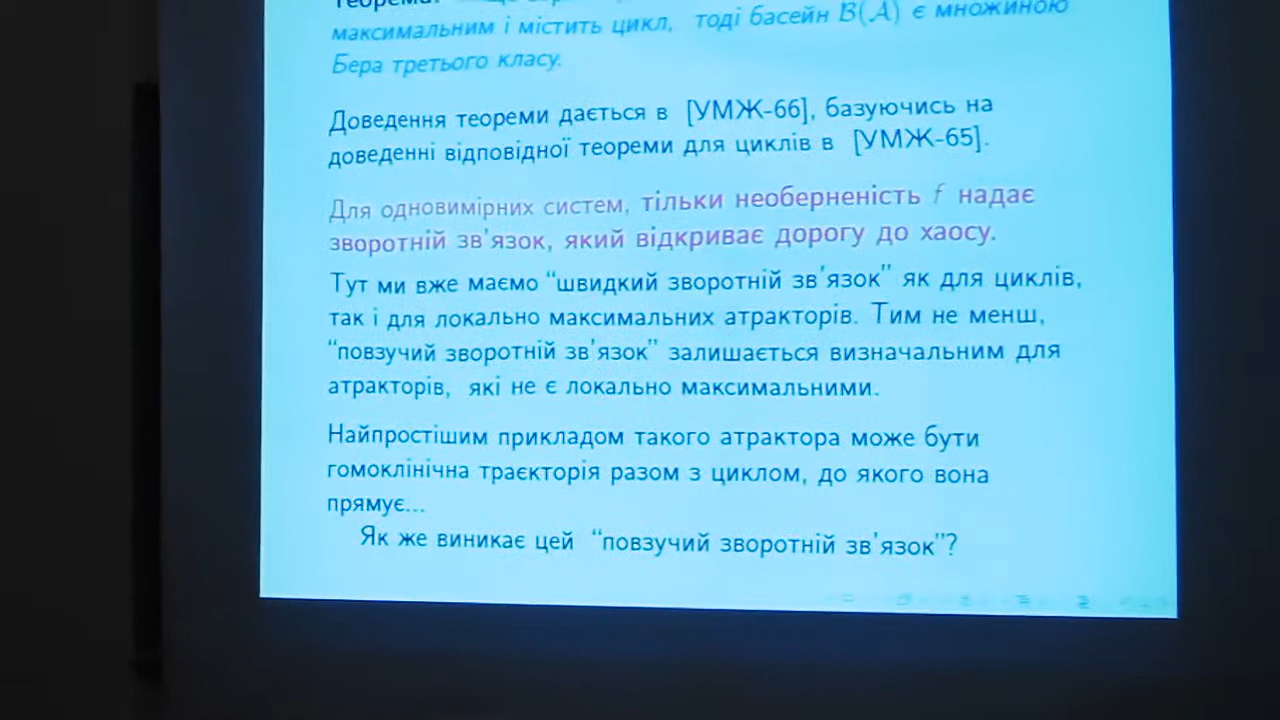 Теорема.
максимальним і містить цикл, тоді басейн B(A) є множиною
Бера третього класу.
Доведення теореми дається в [УМЖ-66], базуючись на
доведенні відповідної теореми для циклів в [УМЖ-65].
Для одновимірних систем, тільки необерненість f надає
зворотній зв'язок, який відкриває дорогу до хаосу.
Тут ми вже маємо “швидкий зворотній зв'язок” як для циклів,
так і для локально максимальних атракторів. Тим не менш,
“повзучий зворотній зв'язок” залишається визначальним для
атракторів, які не є локально максимальними.
Найпростішим прикладом такого атрактора може бути
гомоклінічна траєкторія разом з циклом, до якого вона
прямує...
Як же виникає цей “повзучий зворотній зв'язок”?